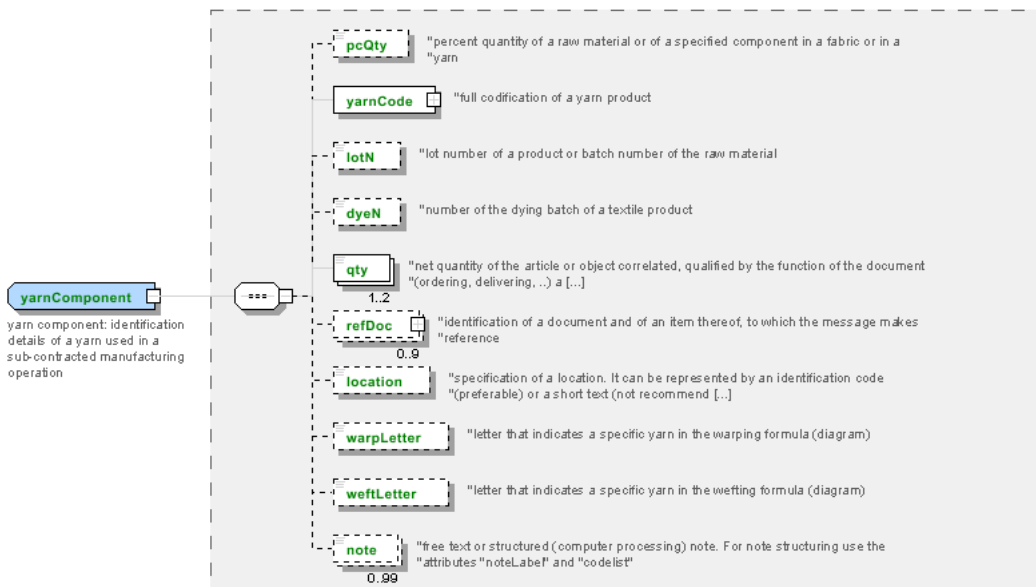 pcQty
"percent quantity of a raw material or of a specified component in a fabric or in a
"yarn
yarnCode
"full codification of a yarn product
lotN
"lot number of a product or batch number of the raw material
dyeN
"number of the dying batch of a textile product
qty
"net quantity of the article or object correlated, qualified by the function of the document
"(ordering, delivering, ..) a [...]
1..2
yarnComponent
yarn component: identification
details of a yarn used in a
sub-contracted manufacturing
operation
refDoc
"identification of a document and of an item thereof, to which the message makes
"reference
0..9
location
"specification of a location. It can be represented by an identification code
"(preferable) or a short text (not recommend [...]
warpLetter
"letter that indicates a specific yarn in the warping formula (diagram)
weftLetter
"letter that indicates a specific yarn in the wefting formula (diagram)
note
"free text or structured (computer processing) note. For note structuring use the
"attributes "noteLabel" and "codelist"
0..99